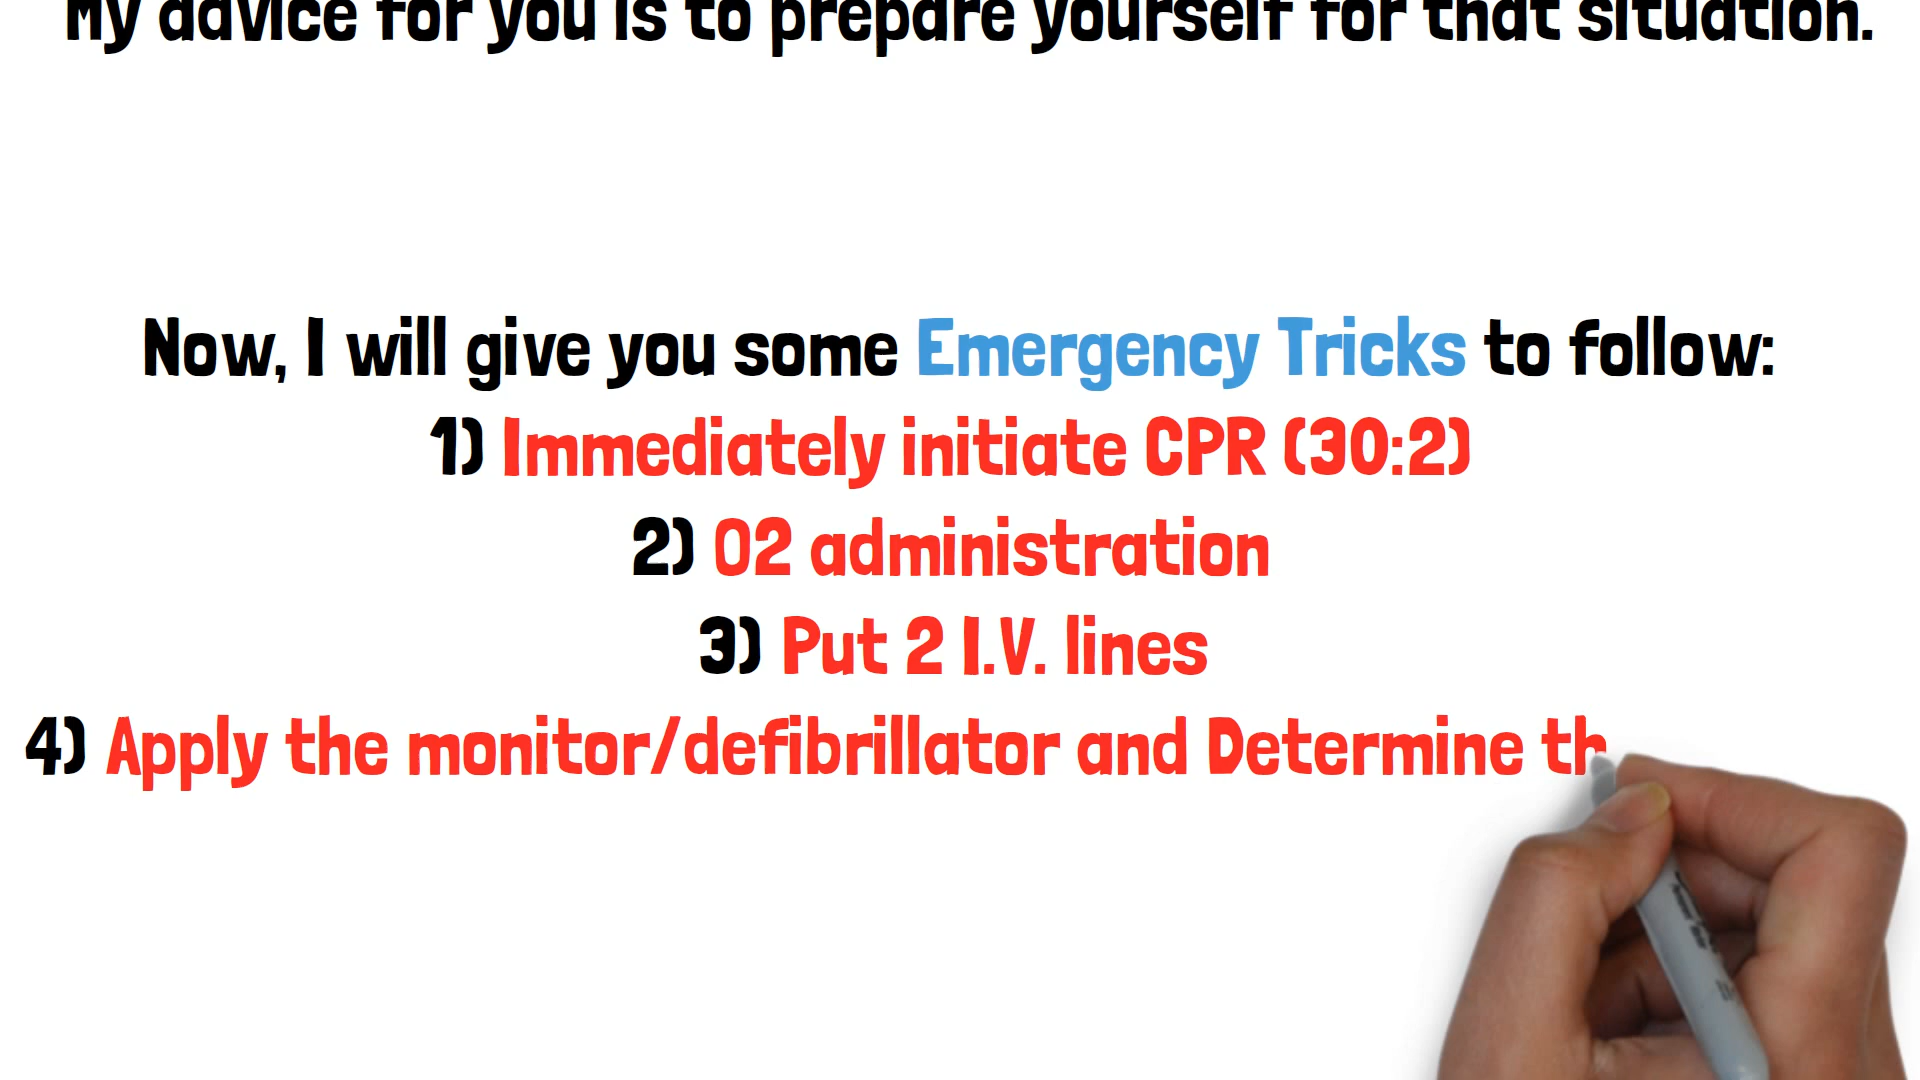 My advice for you is to prepare yourself for that situation.
Now, I will give you some Emergency Tricks to follow:
1) Immediately initiate CPR (30:2)
2) O2 administration
3) Put 2 I.V. lines
4) Apply the monitor/defibrillator and Determine th